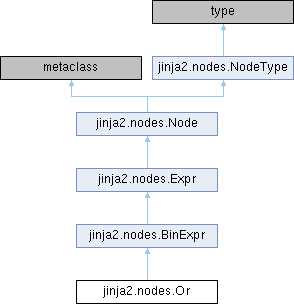 type
metaclass
jinja2.nodes.NodeType
jinja2.nodes.Node
jinja2.nodes.Expr
jinja2.nodes.BinExpr
jinja2.nodes.Or